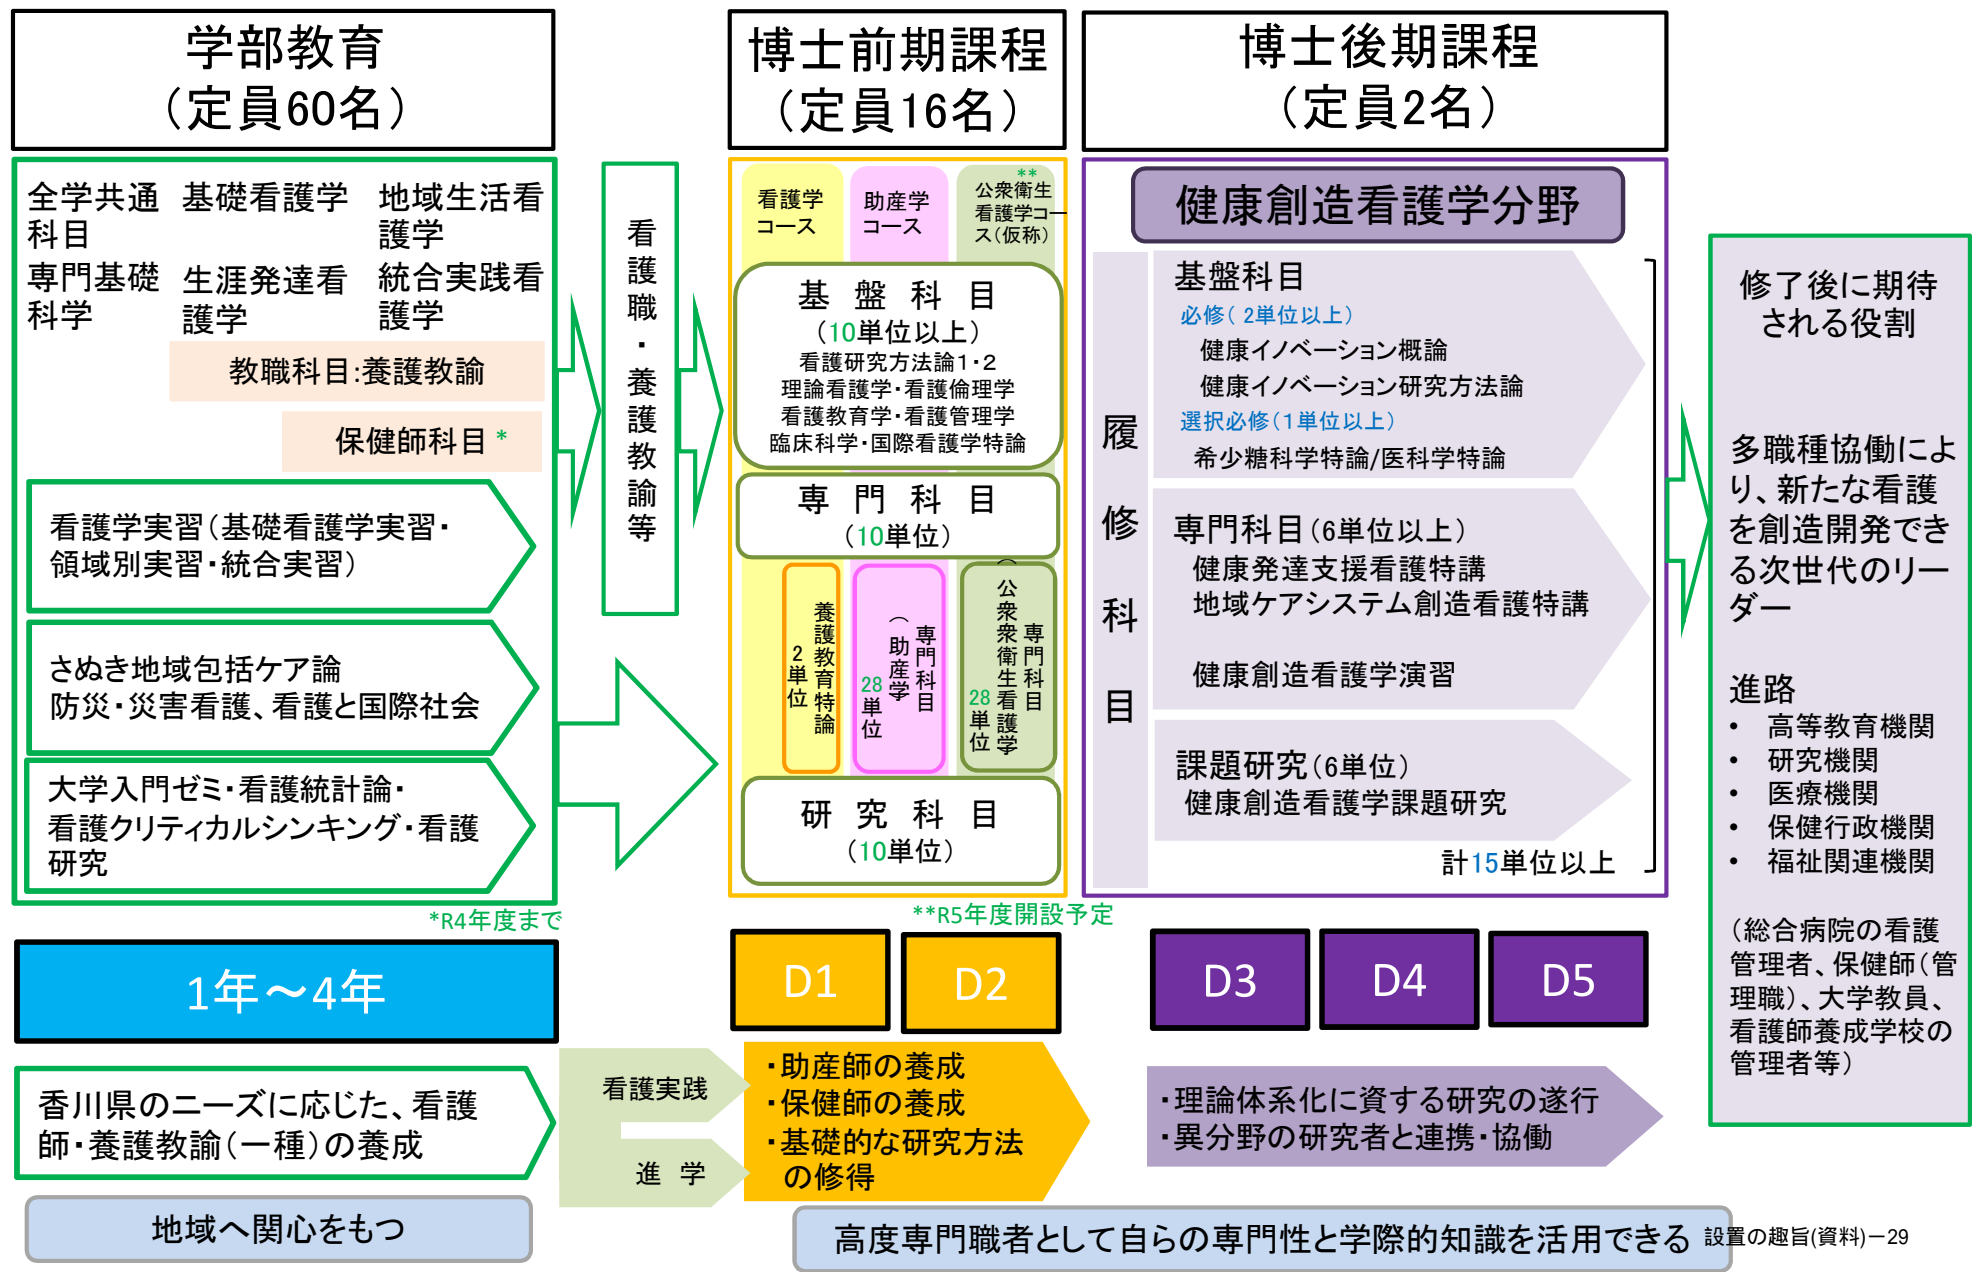 学部教育
（定員60名）
全学共通
科目
基礎看護学
地域生活看
護学
専門基礎
科学
生涯発達看
護学
統合実践看
護学
教職科目:養護教諭
保健師科目 *
看護学実習（基礎看護学実習・
領域別実習・統合実習）
さぬき地域包括ケア論
防災・災害看護、看護と国際社会
大学入門ゼミ・看護統計論・
看護クリティカルシンキング・看護
研究
*R4年度まで
看護職・養護教諭等
博士前期課程
（定員16名）
看護学
コース
助産学
コース
**
公衆衛生
看護学コー
ス（仮称）
基 盤 科 目
（10単位以上）
看護研究方法論1・2
理論看護学・看護倫理学
看護教育学・看護管理学
臨床科学・国際看護学特論
専 門 科 目
（10単位）
養護教育特論
2単位
専門科目
（助産学
28単位
専門科目
（公衆衆衛生看護学
28単位
研 究 科 目
（10単位）
**R5年度開設予定
博士後期課程
（定員2名）
健康創造看護学分野
履修科目
基盤科目
必修（ 2単位以上）
健康イノベーション概論
健康イノベーション研究方法論
選択必修（1単位以上）
希少糖科学特論/医科学特論
専門科目（6単位以上）
健康発達支援看護特講
地域ケアシステム創造看護特講
健康創造看護学演習
課題研究（6単位）
健康創造看護学課題研究
計15単位以上
修了後に期待
される役割
多職種協働によ
り、新たな看護
を創造開発でき
る次世代のリー
ダー
進路
• 高等教育機関
• 研究機関
• 医療機関
• 保健行政機関
• 福祉関連機関
（総合病院の看護
管理者、保健師（管
理職）、大学教員、
看護師養成学校の
管理者等）
1年～4年
D1
D2
D3
D4
D5
香川県のニーズに応じた、看護
師・養護教諭（一種）の養成
看護実践
進 学
・助産師の養成
・保健師の養成
・基礎的な研究方法
の修得
・理論体系化に資する研究の遂行
・異分野の研究者と連携・協働
地域へ関心をもつ
高度専門職者として自らの専門性と学際的知識を活用できる
設置の趣旨(資料)－29